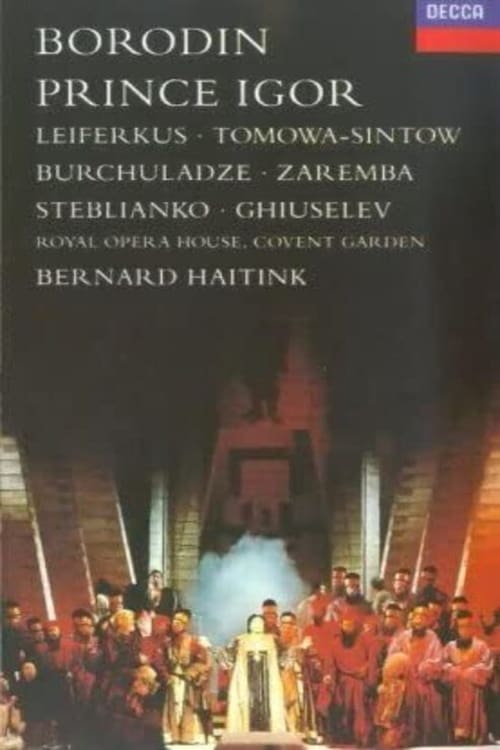 DECCA
BORODIN
PRINCE IGOR
LEIFERKUS · TOMOWA-SINTOW
BURCHULADZE · ZAREMBA
STEBLIANKO · GHIUSELEV
ROYAL OPERA HOUSE, COVENT GARDEN
BERNARD HAITINK